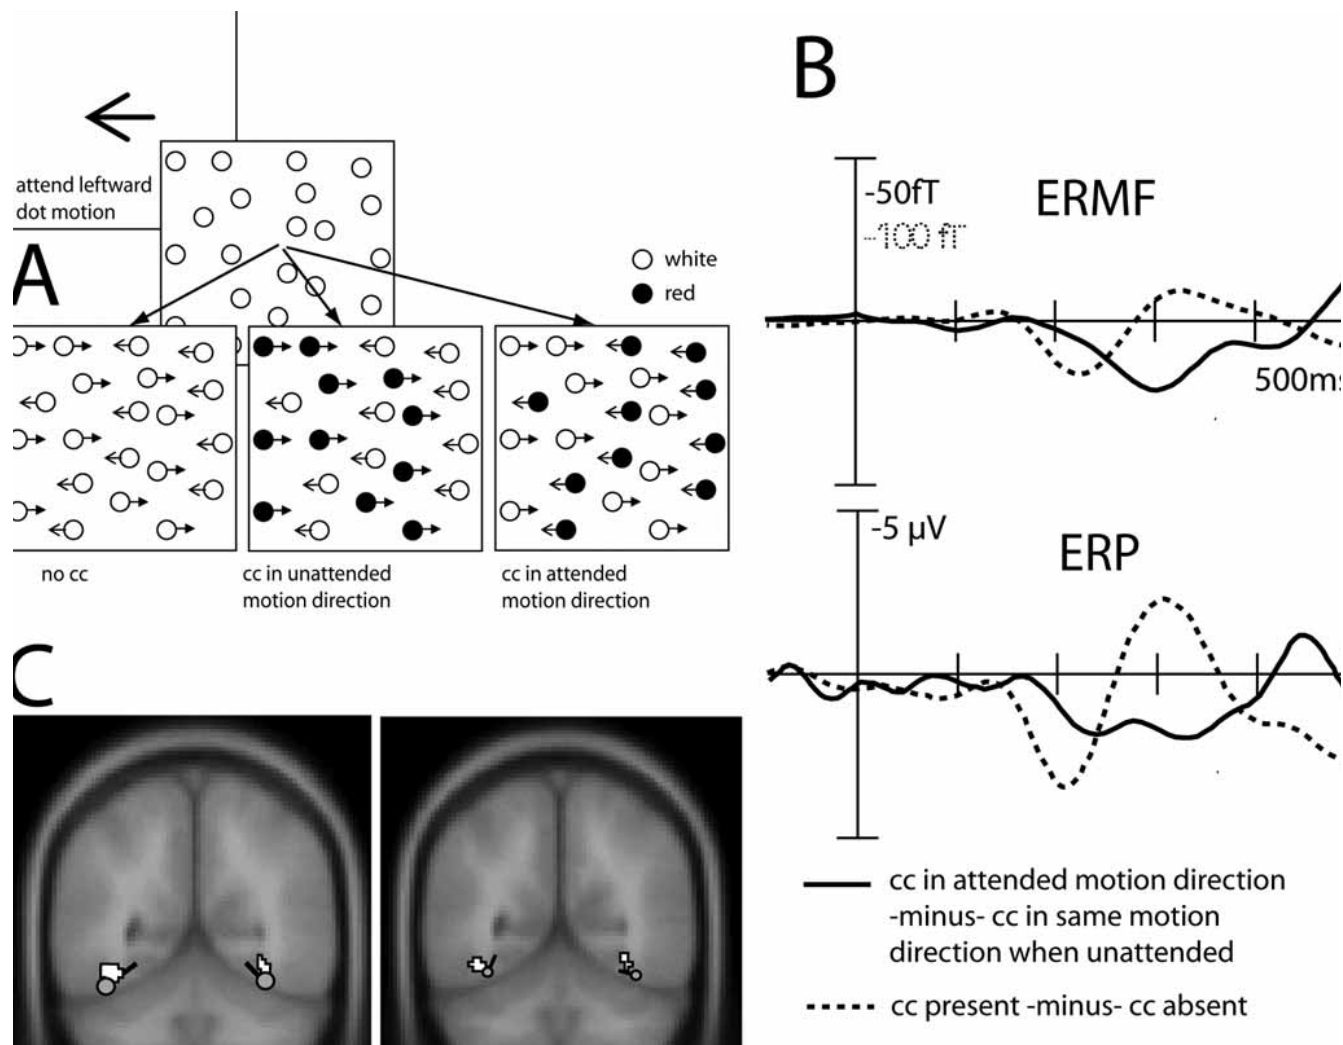 A
attend leftward
dot motion
white
red
no cc
cc in unattended
motion direction
cc in attended
motion direction
B
-50fT
-100 fT
ERMF
500ms
-5 µV
ERP
cc in attended motion direction
-minus- cc in same motion
direction when unattended
cc present -minus- cc absent
C